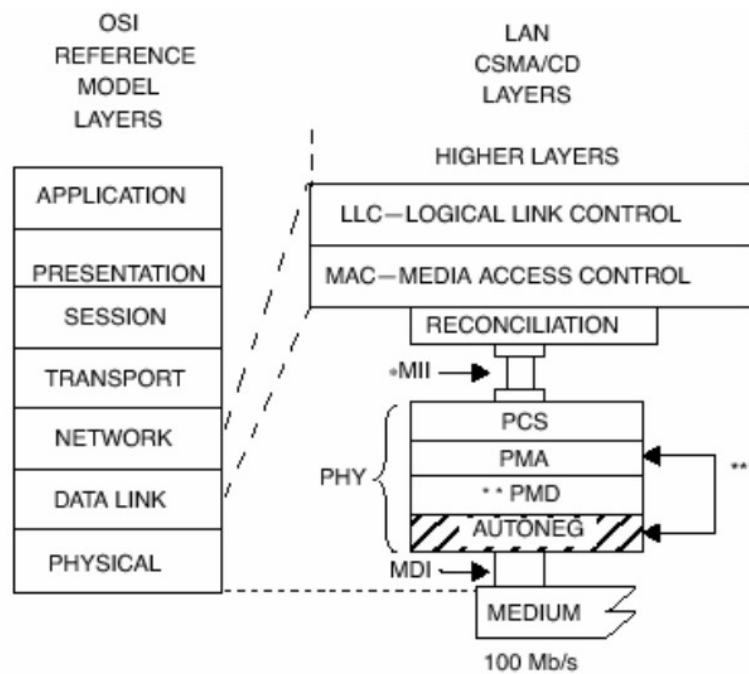 OSI
REFERENCE
MODEL
LAYERS
APPLICATION
PRESENTATION
SESSION
TRANSPORT
NETWORK
DATA LINK
PHYSICAL
LAN
CSMA/CD
LAYERS
HIGHER LAYERS
LLC—LOGICAL LINK CONTROL
MAC—MEDIA ACCESS CONTROL
RECONCILIATION
*MII
PHY
PCS
PMA
**PMD
AUTONEG
**
MDI
MEDIUM
100 Mb/s